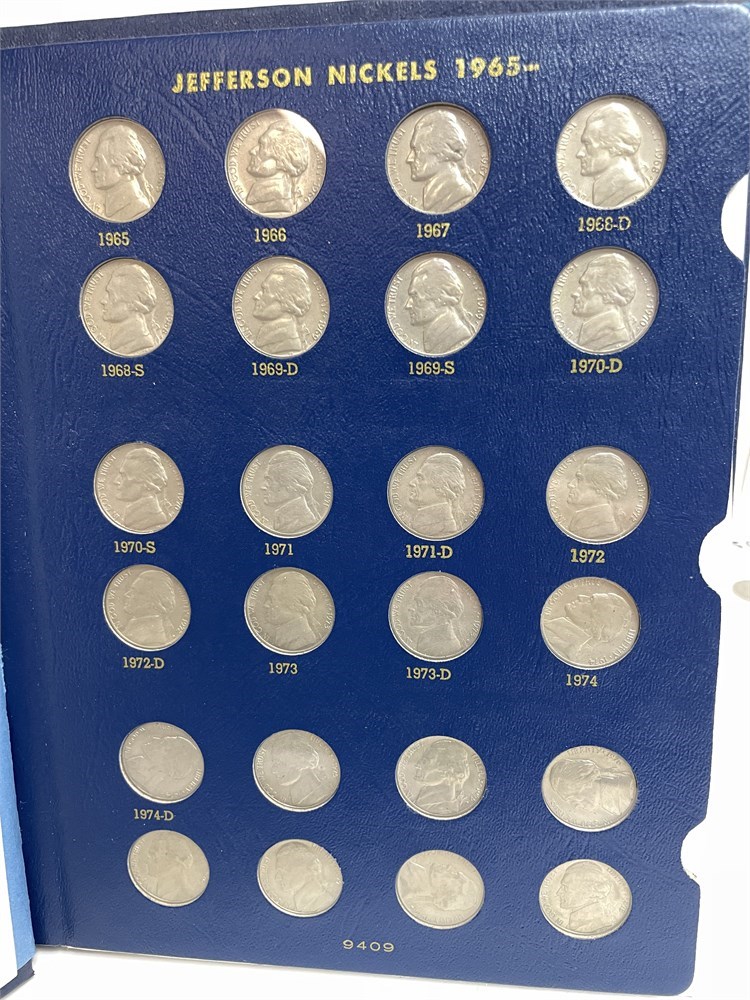 JEFFERSON NICKELS 1965—
1965 1966 1967 1968-D
1968-S 1969-D 1969-S 1970-D
1970-S 1971 1971-D 1972
1972-D 1973 1973-D 1974
1974-D
9409